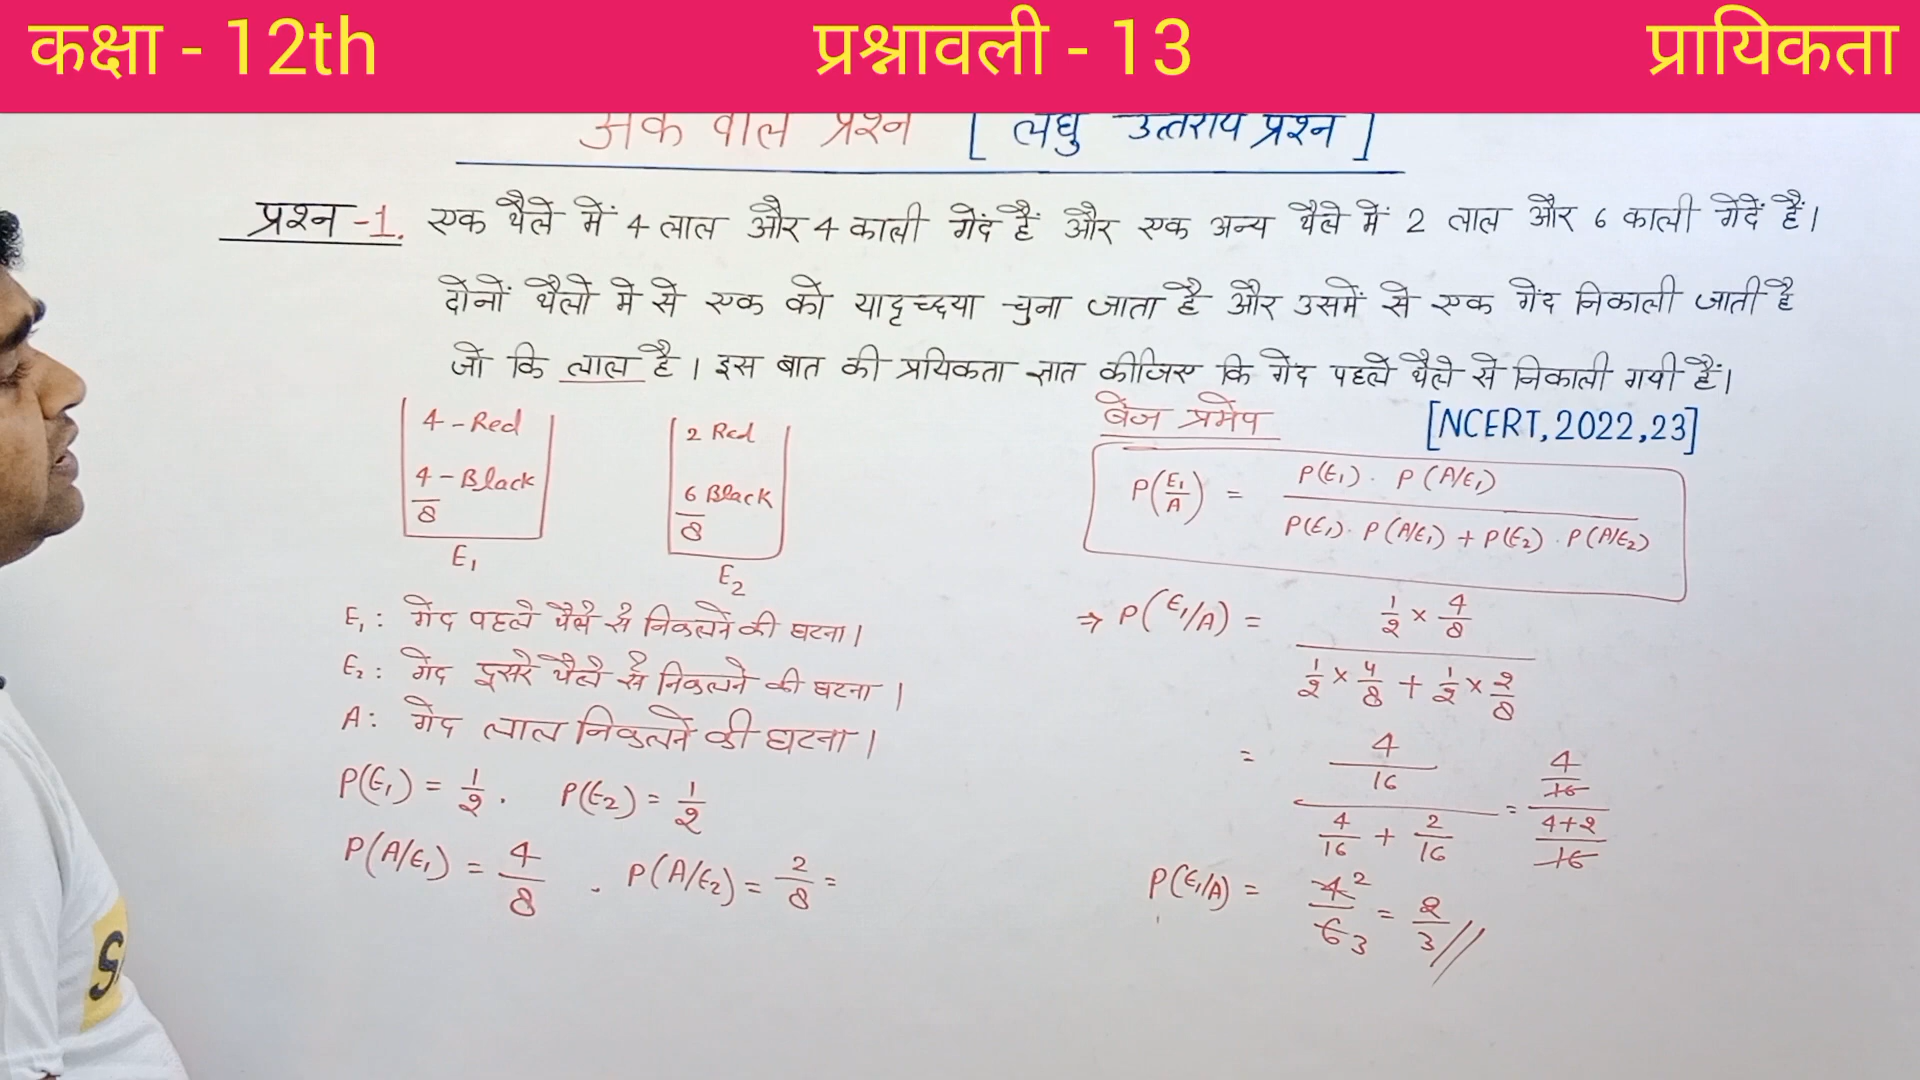 कक्षा - 12th प्रश्नावली - 13 प्रायिकता
अंक वाले प्रश्न [ लघु उत्तरीय प्रश्न ]
प्रश्न -1. एक थैले में 4 लाल और 4 काली गेंद हैं और एक अन्य थैले में 2 लाल और 6 काली गेंदें हैं।
दोनों थैलो मे से एक को यादृच्छया चुना जाता है और उसमें से एक गेंद निकाली जाती है
जो कि लाल है। इस बात की प्रयिकता ज्ञात कीजिए कि गेंद पहले थैले से निकाली गयी हैं।
[NCERT, 2022,23]
4 - Red
4 - Black
8
E₁
2 Red
6 Black
8
E₂
E₁ : गेंद पहले थैले से निकलने की घटना।
E₂ : गेंद दूसरे थैले से निकलने की घटना।
A : गेंद लाल निकलने की घटना।
P(E₁) = 1/2 . P(E₂) = 1/2
P(A/E₁) = 4/8 . P(A/E₂) = 2/8 =
बेज प्रमेय
P(E₁/A) = P(E₁) . P(A/E₁) / P(E₁) . P(A/E₁) + P(E₂) . P(A/E₂)
⇒ P(E₁/A) = 1/2 × 4/8 / 1/2 × 4/8 + 1/2 × 2/8
= 4/16 / 4/16 + 2/16 = 4/16 / 4+2/16
P(E₁/A) = 4 2 / 6 3 = 2/3 //
S